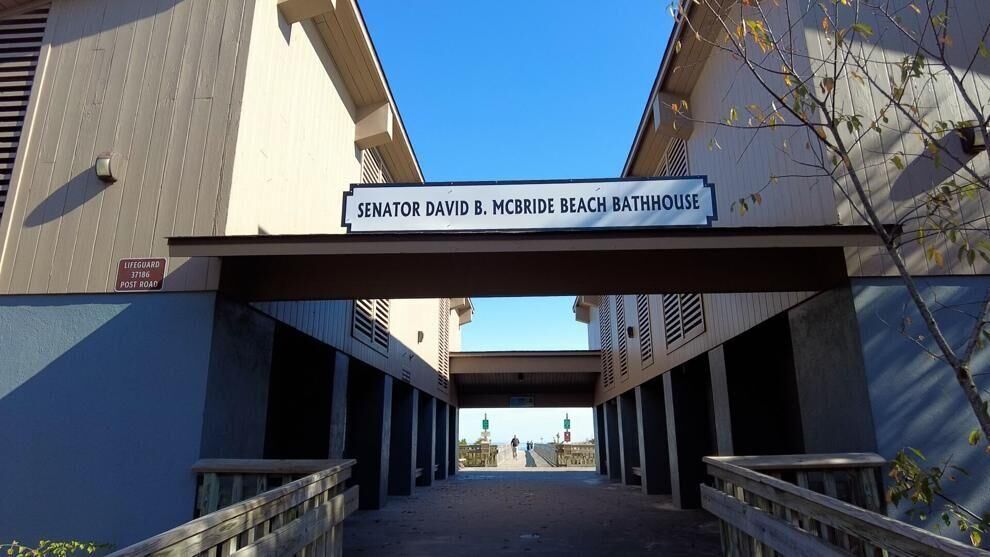 SENATOR DAVID B. MCBRIDE BEACH BATHHOUSE
LIFEGUARD
37186
POST ROAD